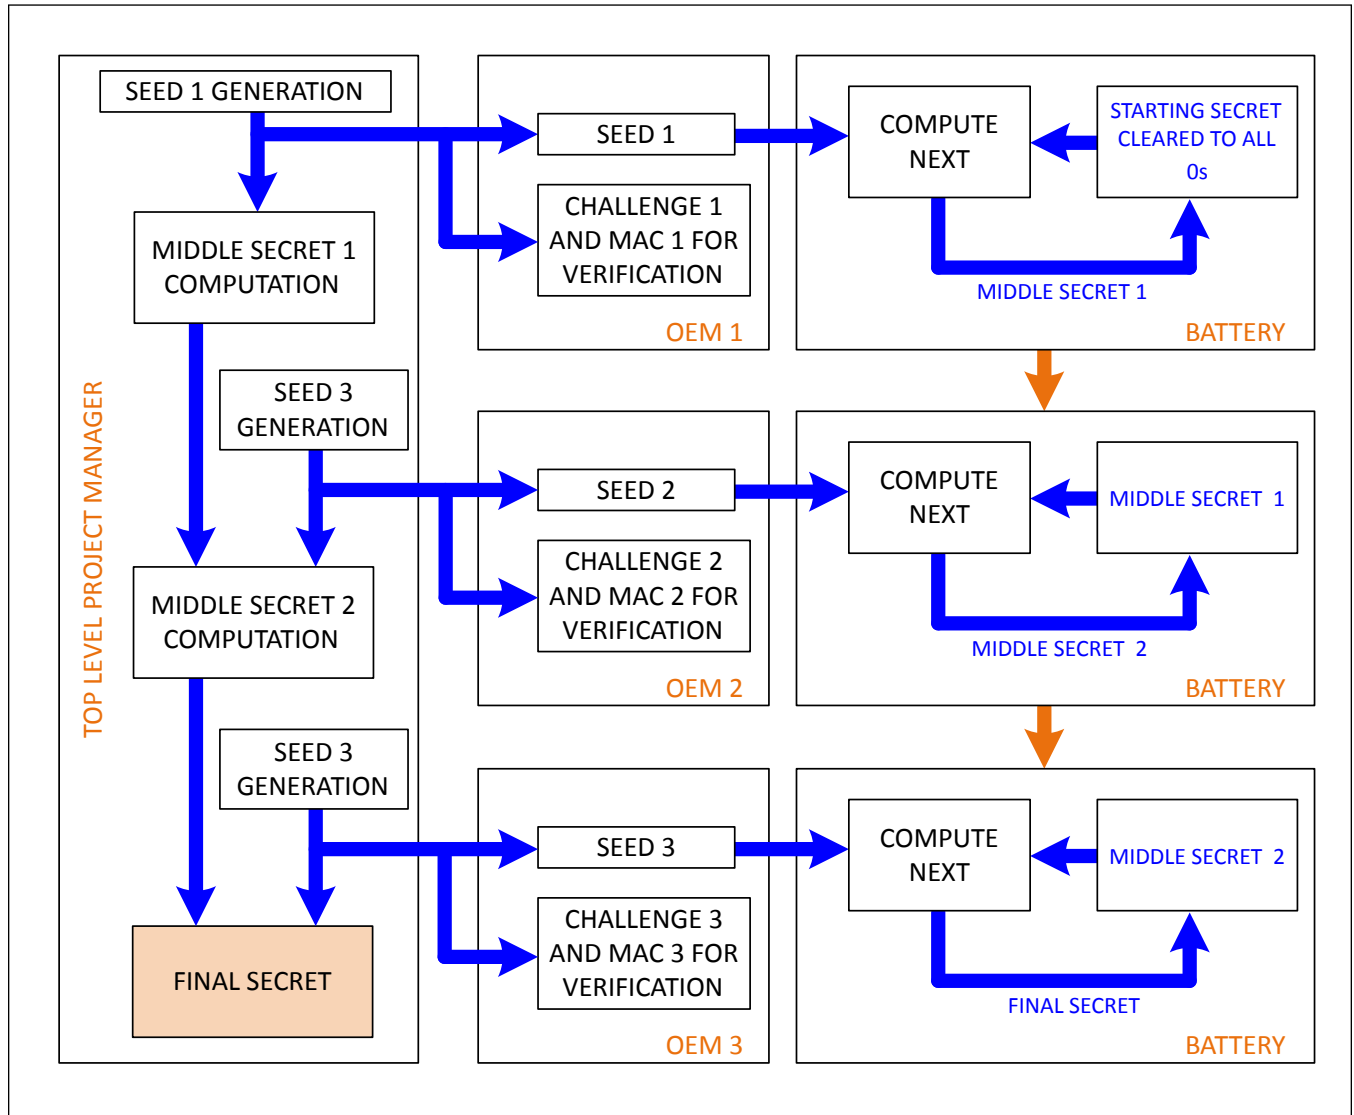 SEED 1 GENERATION
MIDDLE SECRET 1
COMPUTATION
SEED 3
GENERATION
MIDDLE SECRET 2
COMPUTATION
SEED 3
GENERATION
FINAL SECRET
TOP LEVEL PROJECT MANAGER
SEED 1
CHALLENGE 1
AND MAC 1 FOR
VERIFICATION
OEM 1
COMPUTE
NEXT
STARTING SECRET
CLEARED TO ALL
0s
MIDDLE SECRET 1
BATTERY
SEED 2
CHALLENGE 2
AND MAC 2 FOR
VERIFICATION
OEM 2
COMPUTE
NEXT
MIDDLE SECRET 1
MIDDLE SECRET 2
BATTERY
SEED 3
CHALLENGE 3
AND MAC 3 FOR
VERIFICATION
OEM 3
COMPUTE
NEXT
MIDDLE SECRET 2
FINAL SECRET
BATTERY